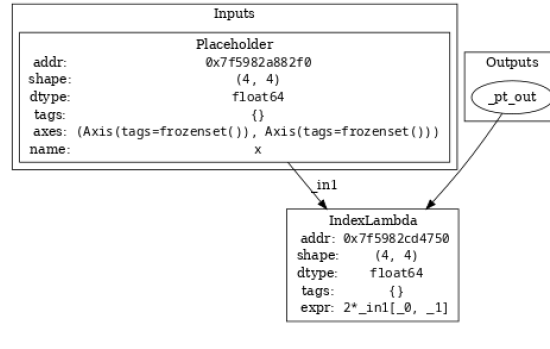 Inputs
Placeholder
addr: 0x7f5982a882f0
shape: (4, 4)
dtype: float64
tags: {}
axes: (Axis(tags=frozenset()), Axis(tags=frozenset()))
name: x
Outputs
_pt_out
_in1
IndexLambda
addr: 0x7f5982cd4750
shape: (4, 4)
dtype: float64
tags: {}
expr: 2*_in1[_0, _1]